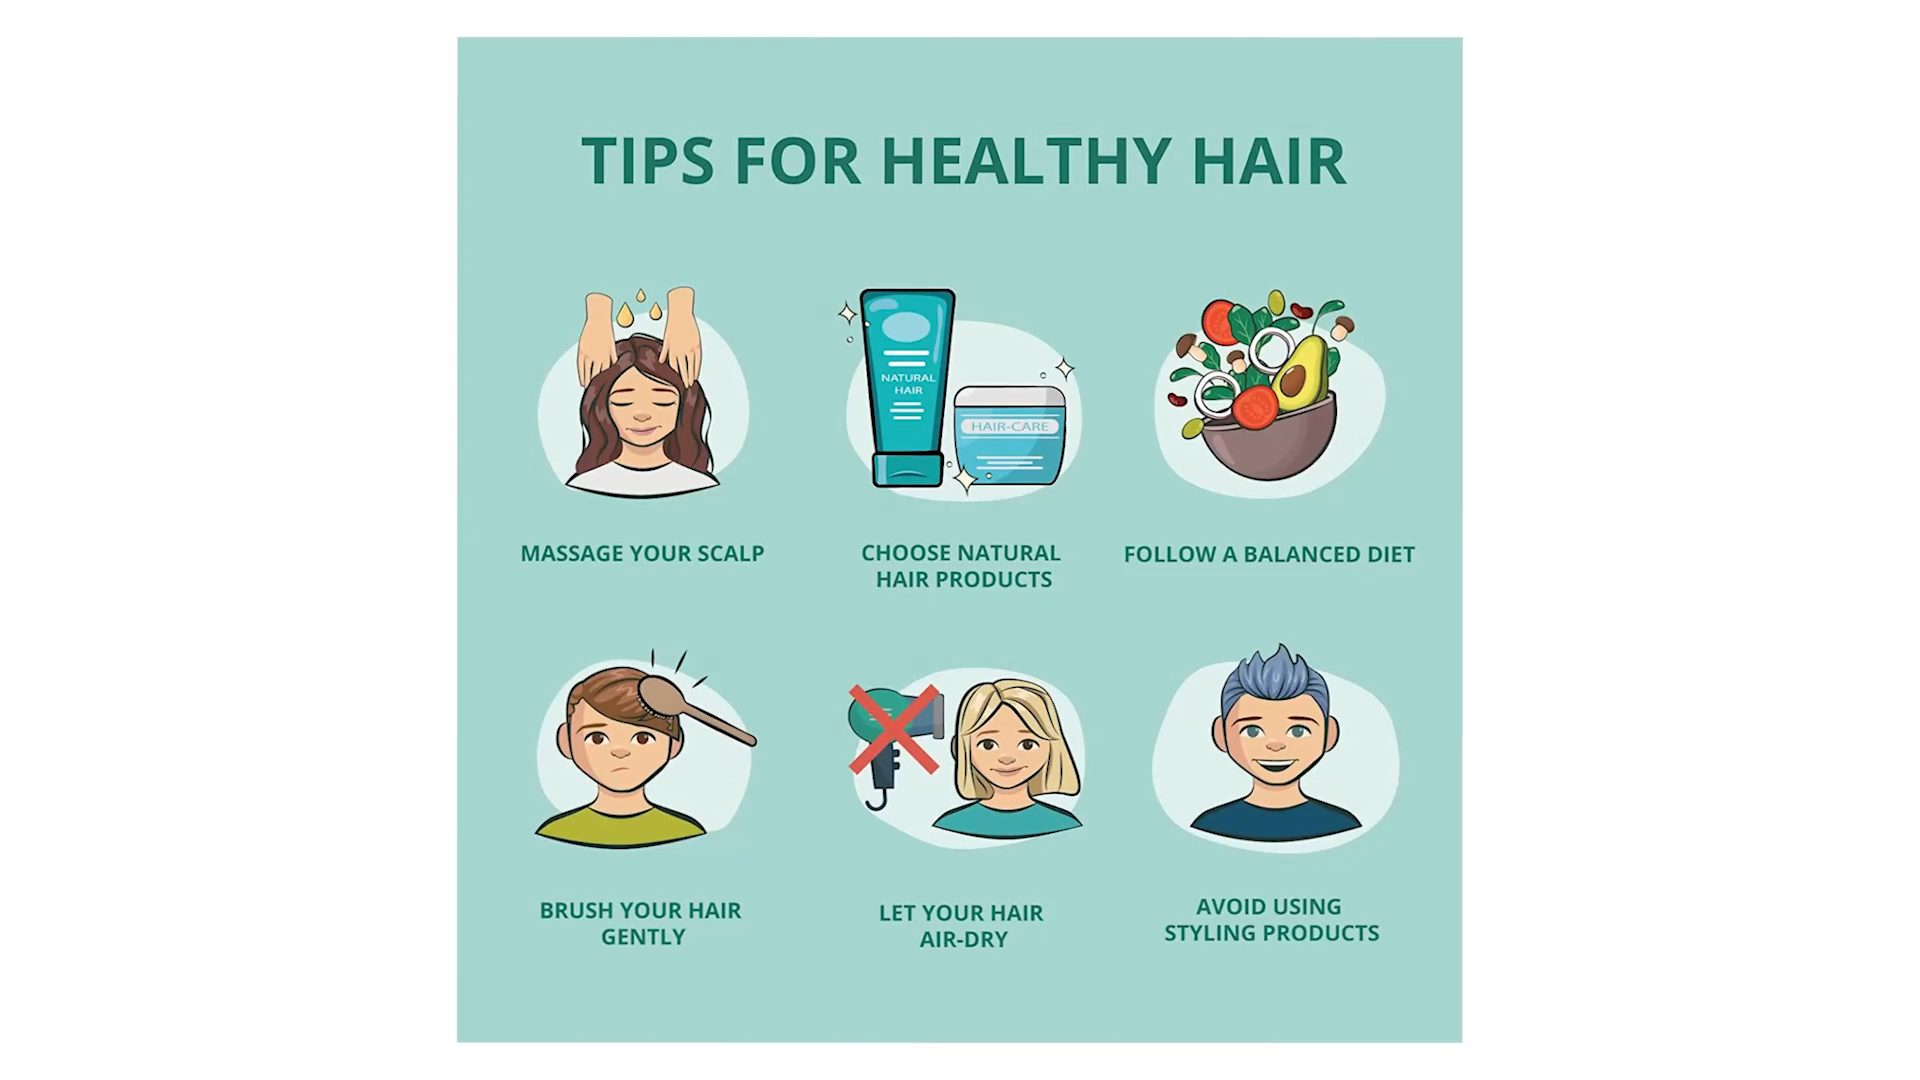 TIPS FOR HEALTHY HAIR
NATURAL
HAIR
HAIR-CARE
MASSAGE YOUR SCALP
CHOOSE NATURAL
HAIR PRODUCTS
FOLLOW A BALANCED DIET
BRUSH YOUR HAIR
GENTLY
LET YOUR HAIR
AIR-DRY
AVOID USING
STYLING PRODUCTS